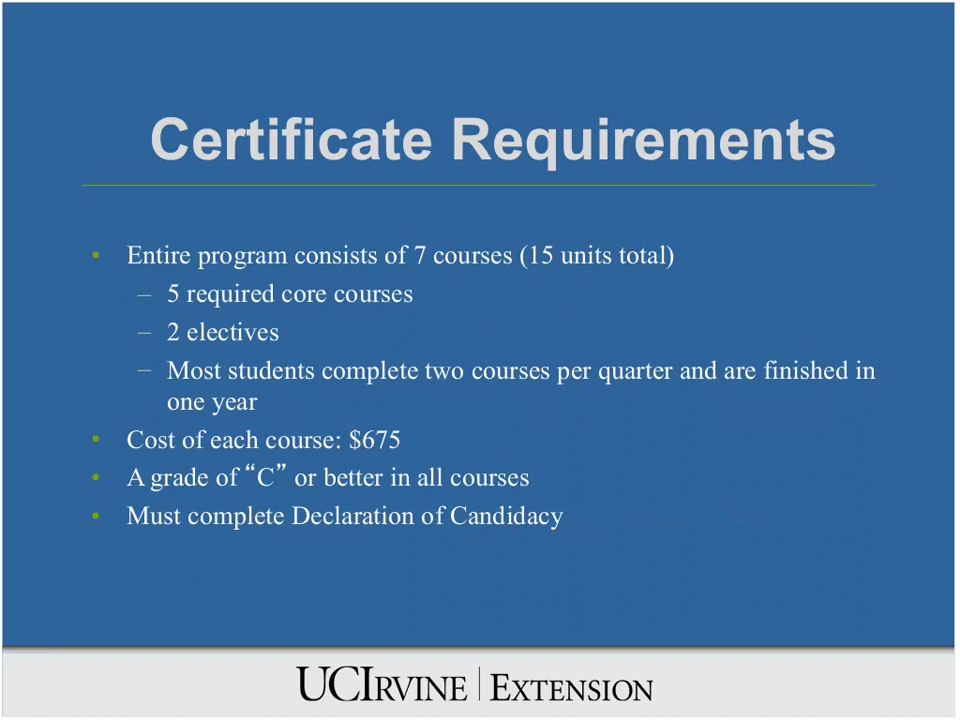 Certificate Requirements
• Entire program consists of 7 courses (15 units total)
– 5 required core courses
– 2 electives
– Most students complete two courses per quarter and are finished in
one year
• Cost of each course: $675
• A grade of “C” or better in all courses
• Must complete Declaration of Candidacy
UCIRVINE | EXTENSION